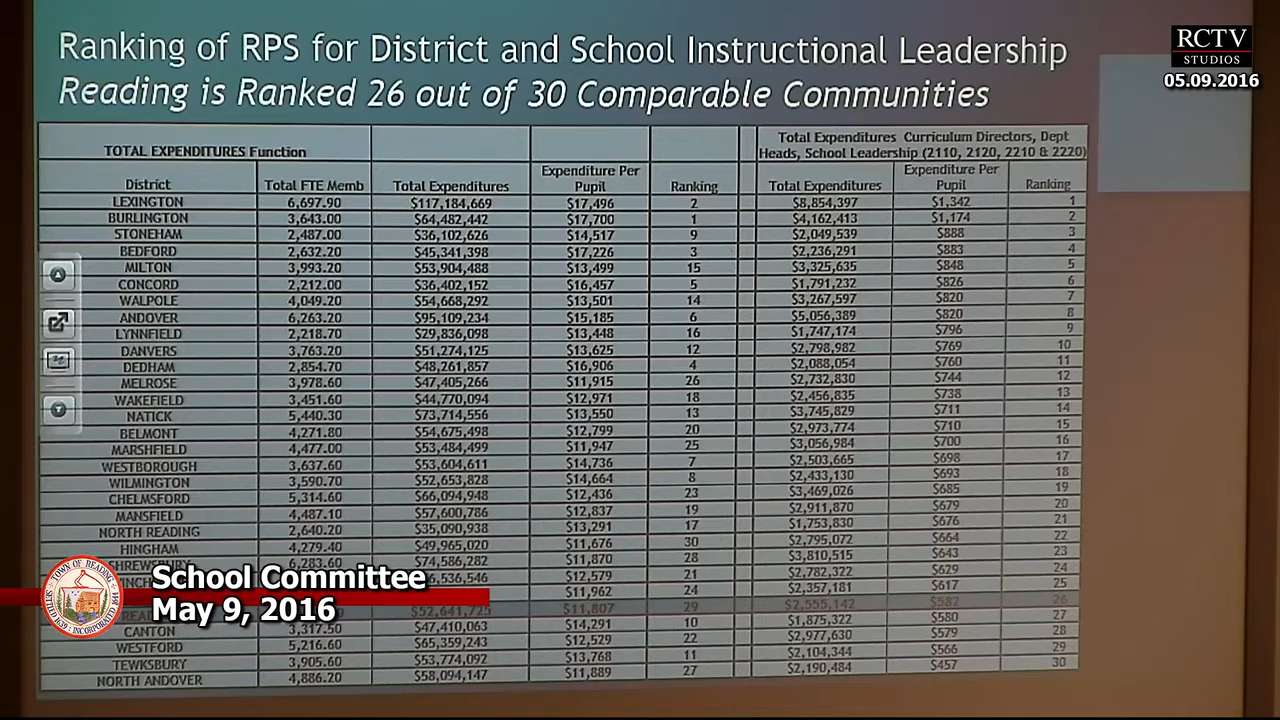 Ranking of RPS for District and School Instructional Leadership
Reading is Ranked 26 out of 30 Comparable Communities
RCTV
STUDIOS
05.09.2016
TOTAL EXPENDITURES Function
Total Expenditures Curriculum Directors, Dept
Heads, School Leadership (2110, 2120, 2210 & 2220)
District Total FTE Memb Total Expenditures Expenditure Per Pupil Ranking Total Expenditures Expenditure Per Pupil Ranking
LEXINGTON 6,697.90 $117,184,669 $17,496 2 $8,854,397 $1,342 1
BURLINGTON 3,643.00 $64,482,442 $17,700 1 $4,162,413 $1,174 2
STONEHAM 2,487.00 $36,102,626 $14,517 9 $2,049,539 $888 3
BEDFORD 2,632.20 $45,341,398 $17,226 3 $2,236,291 $883 4
MILTON 3,993.20 $53,904,488 $13,499 15 $3,325,635 $848 5
CONCORD 2,212.00 $36,402,152 $16,457 5 $1,791,232 $826 6
WALPOLE 4,049.20 $54,668,292 $13,501 14 $3,267,597 $820 7
ANDOVER 6,263.20 $95,109,234 $15,185 6 $5,056,389 $820 8
LYNNFIELD 2,218.70 $29,836,098 $13,448 16 $1,747,174 $796 9
DANVERS 3,763.20 $51,274,125 $13,625 12 $2,798,982 $769 10
DEDHAM 2,854.70 $48,261,857 $16,906 4 $2,088,054 $760 11
MELROSE 3,978.60 $47,405,266 $11,915 26 $2,732,830 $744 12
WAKEFIELD 3,451.60 $44,770,094 $12,971 18 $2,456,835 $738 13
NATICK 5,440.30 $73,714,556 $13,550 13 $3,745,829 $711 14
BELMONT 4,271.80 $54,675,498 $12,799 20 $2,973,774 $710 15
MARSHFIELD 4,477.00 $53,484,499 $11,947 25 $3,056,984 $700 16
WESTBOROUGH 3,637.60 $53,604,611 $14,736 7 $2,503,665 $698 17
WILMINGTON 3,590.70 $52,653,828 $14,664 8 $2,433,130 $693 18
CHELMSFORD 5,314.60 $66,094,948 $12,436 23 $3,469,026 $685 19
MANSFIELD 4,487.10 $57,600,786 $12,837 19 $2,911,870 $679 20
NORTH READING 2,640.20 $35,090,938 $13,291 17 $1,753,830 $676 21
HINGHAM 4,279.40 $49,965,020 $11,676 30 $2,795,072 $664 22
$74,586,282 $11,870 28 $3,810,515 $643 23
$12,579 21 $2,782,322 $629 24
$11,962 24 $2,357,181 $617 25
$11,807 29 $2,555,142 $582 26
CANTON 3,317.50 $47,410,063 $14,291 10 $1,875,322 $580 27
WESTFORD 5,216.60 $65,359,243 $12,529 22 $2,977,630 $579 28
TEWKSBURY 3,905.60 $53,774,092 $13,768 11 $2,104,344 $566 29
NORTH ANDOVER 4,886.20 $58,094,147 $11,889 27 $2,190,484 $457 30
TOWN OF READING
School Committee
May 9, 2016